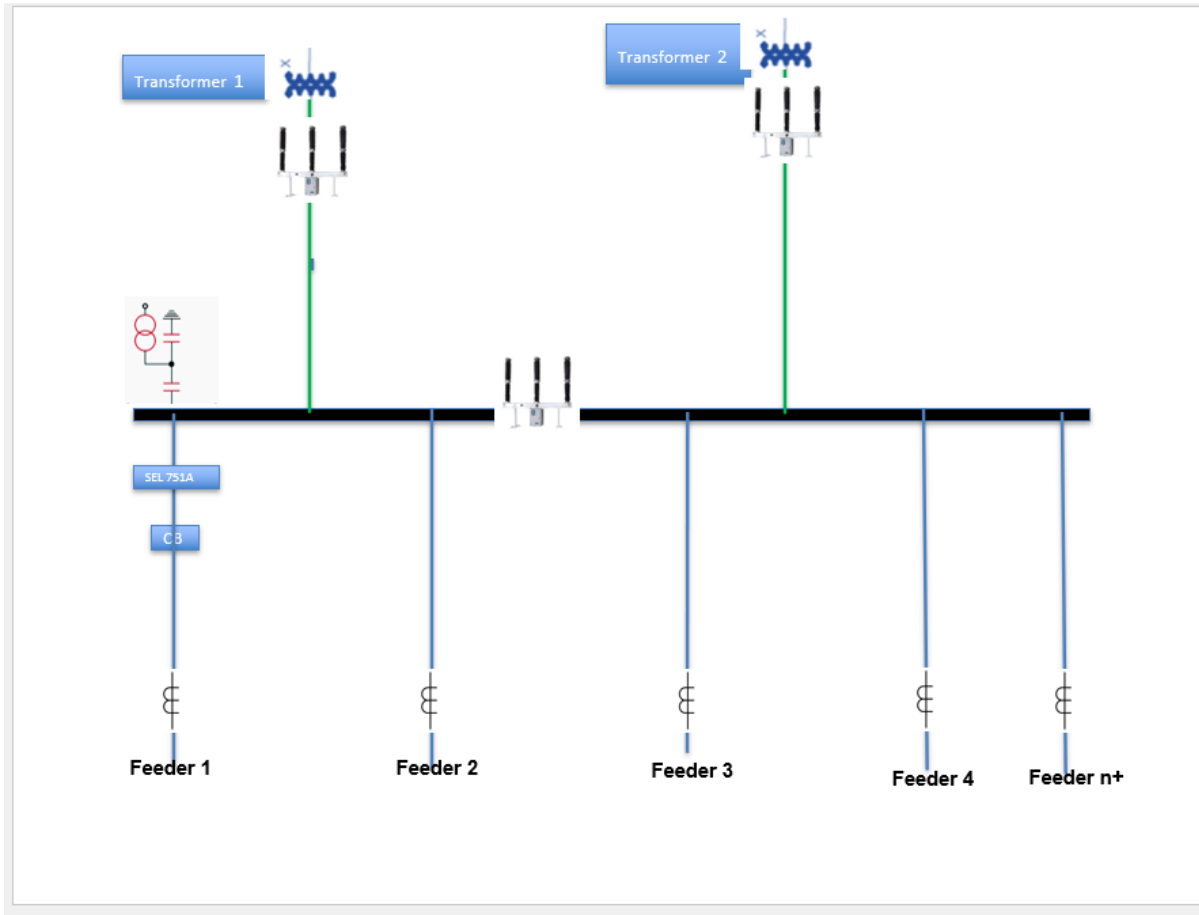 Transformer 1
Transformer 2
SEL 751A
CB
Feeder 1
Feeder 2
Feeder 3
Feeder 4
Feeder n+